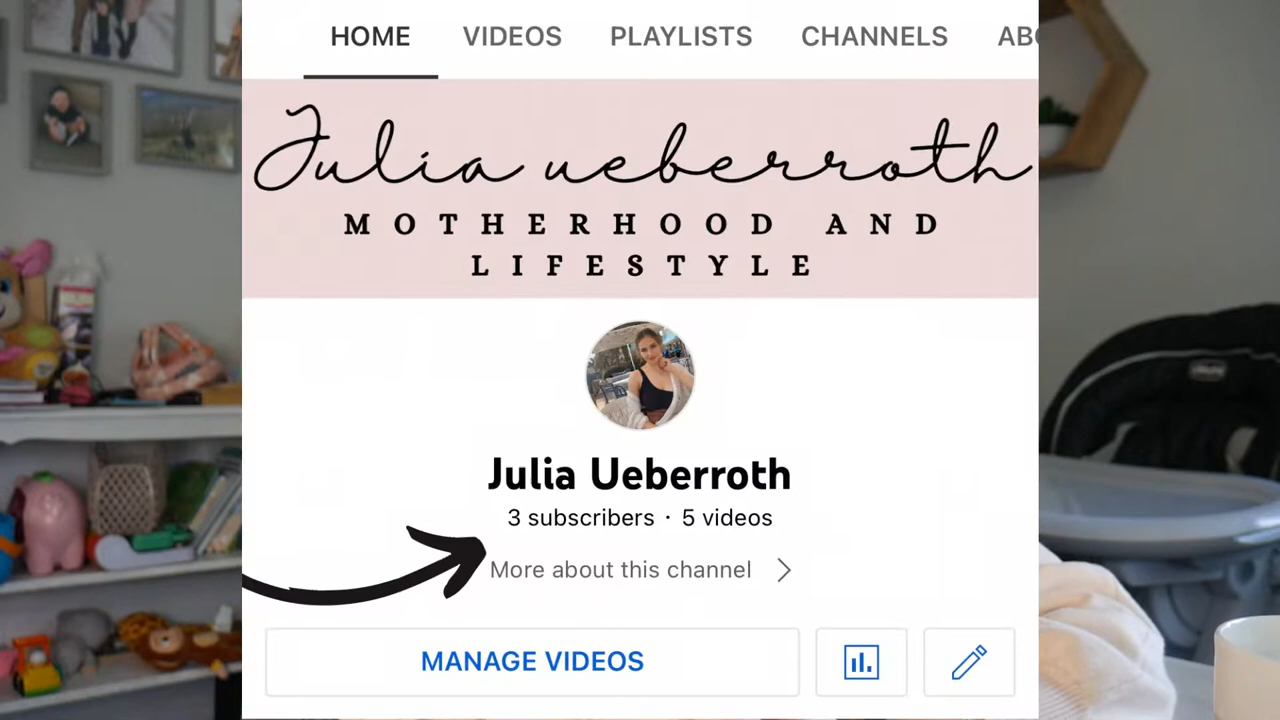 HOME VIDEOS PLAYLISTS CHANNELS
Julia ueberroth
MOTHERHOOD AND
LIFESTYLE
Julia Ueberroth
3 subscribers · 5 videos
More about this channel
MANAGE VIDEOS